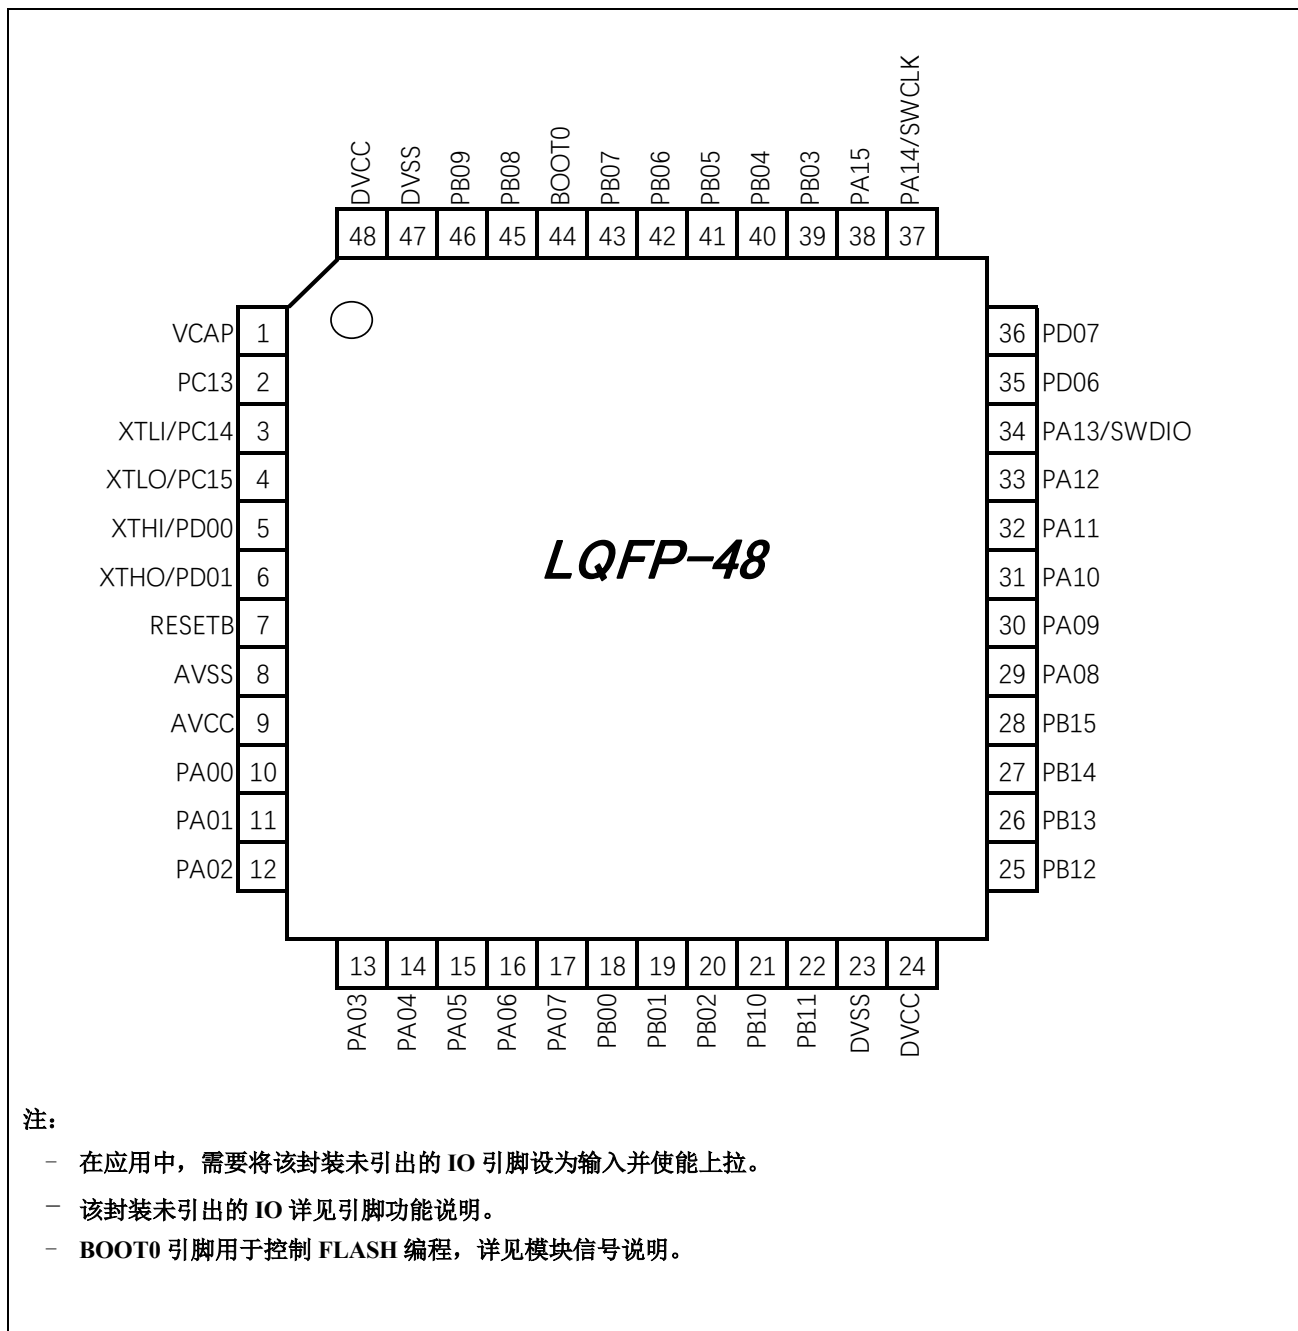 DVCC
DVSS
PB09
PB08
BOOT0
PB07
PB06
PB05
PB04
PB03
PA15
PA14/SWCLK
48 47 46 45 44 43 42 41 40 39 38 37
VCAP 1
PC13 2
XTLI/PC14 3
XTLO/PC15 4
XTHI/PD00 5
XTHO/PD01 6
RESETB 7
AVSS 8
AVCC 9
PA00 10
PA01 11
PA02 12
LQFP-48
36 PD07
35 PD06
34 PA13/SWDIO
33 PA12
32 PA11
31 PA10
30 PA09
29 PA08
28 PB15
27 PB14
26 PB13
25 PB12
13 14 15 16 17 18 19 20 21 22 23 24
PA03
PA04
PA05
PA06
PA07
PB00
PB01
PB02
PB10
PB11
DVSS
DVCC
注：
－ 在应用中，需要将该封装未引出的 IO 引脚设为输入并使能上拉。
－ 该封装未引出的 IO 详见引脚功能说明。
－ BOOT0 引脚用于控制 FLASH 编程，详见模块信号说明。